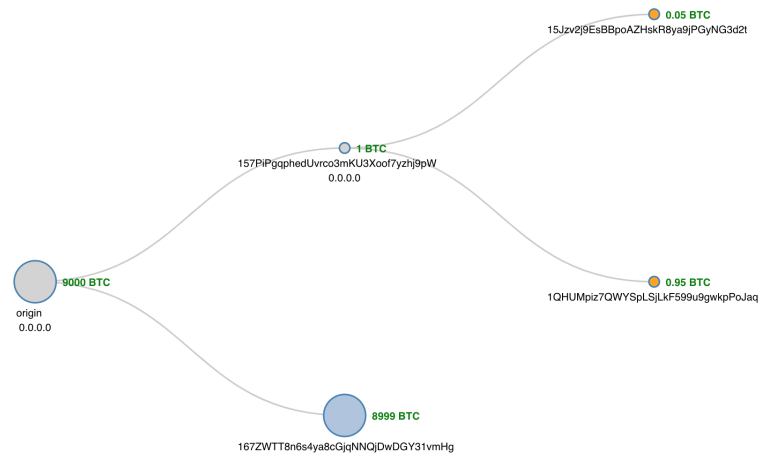 0.05 BTC
15Jzv2j9EsBBpoAZHskR8ya9jPGyNG3d2t
1 BTC
157PiPgqphedUvrco3mKU3Xoof7yzhj9pW
0.0.0.0
9000 BTC
origin
0.0.0.0
0.95 BTC
1QHUMpiz7QWYSpLSjLkF599u9gwkpPoJaq
8999 BTC
167ZWTT8n6s4ya8cGjqNNQjDwDGY31vmHg